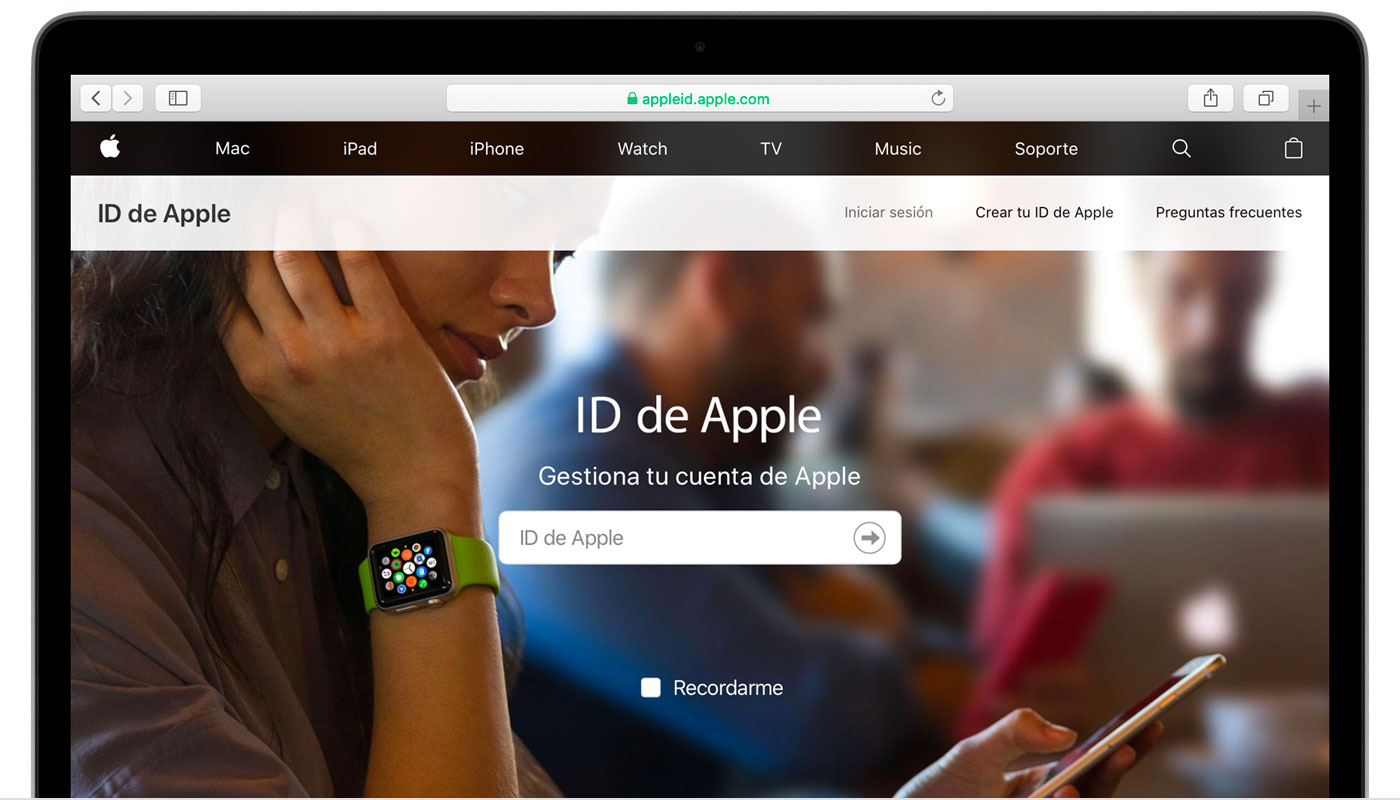 appleid.apple.com
Mac iPad iPhone Watch TV Music Soporte
ID de Apple Iniciar sesión Crear tu ID de Apple Preguntas frecuentes
ID de Apple
Gestiona tu cuenta de Apple
ID de Apple
Recordarme